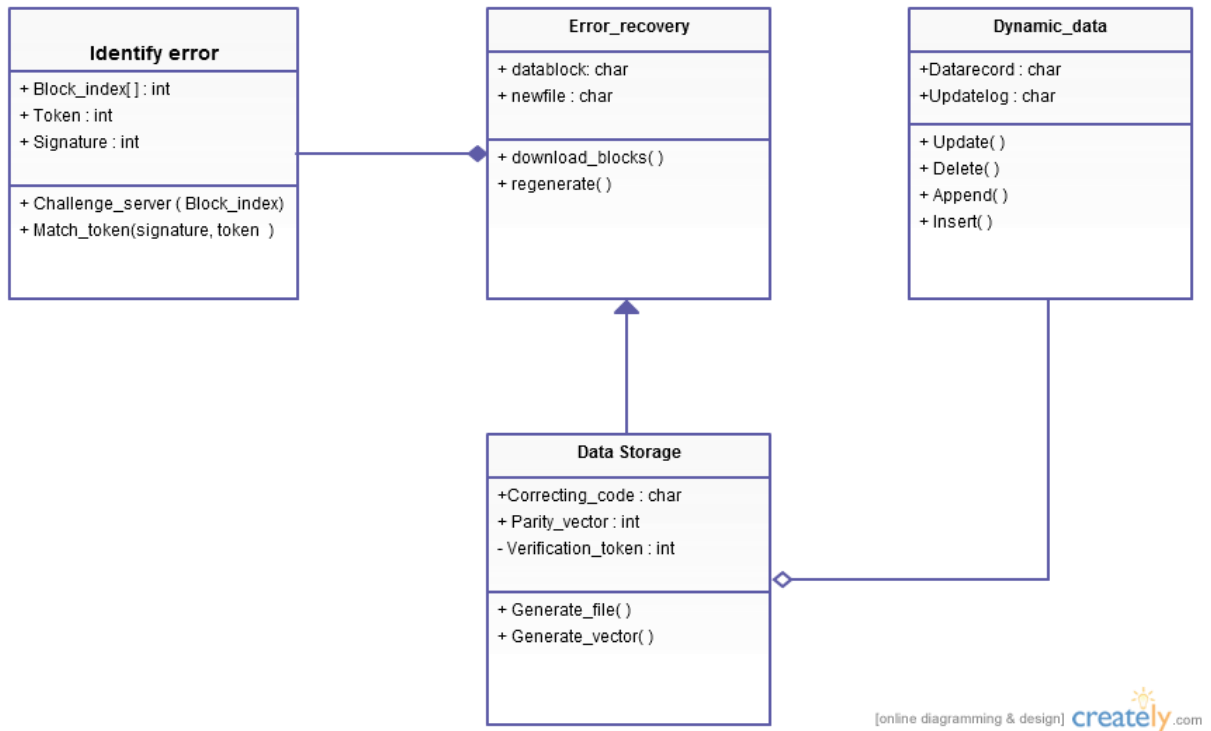 Identify error
+ Block_index[ ] : int
+ Token : int
+ Signature : int
+ Challenge_server ( Block_index)
+ Match_token(signature, token  )
Error_recovery
+ datablock: char
+ newfile : char
+ download_blocks( )
+ regenerate( )
Dynamic_data
+Datarecord : char
+Updatelog : char
+ Update( )
+ Delete( )
+ Append( )
+ Insert( )
Data Storage
+Correcting_code : char
+ Parity_vector : int
- Verification_token : int
+ Generate_file( )
+ Generate_vector( )
[online diagramming & design] creately.com